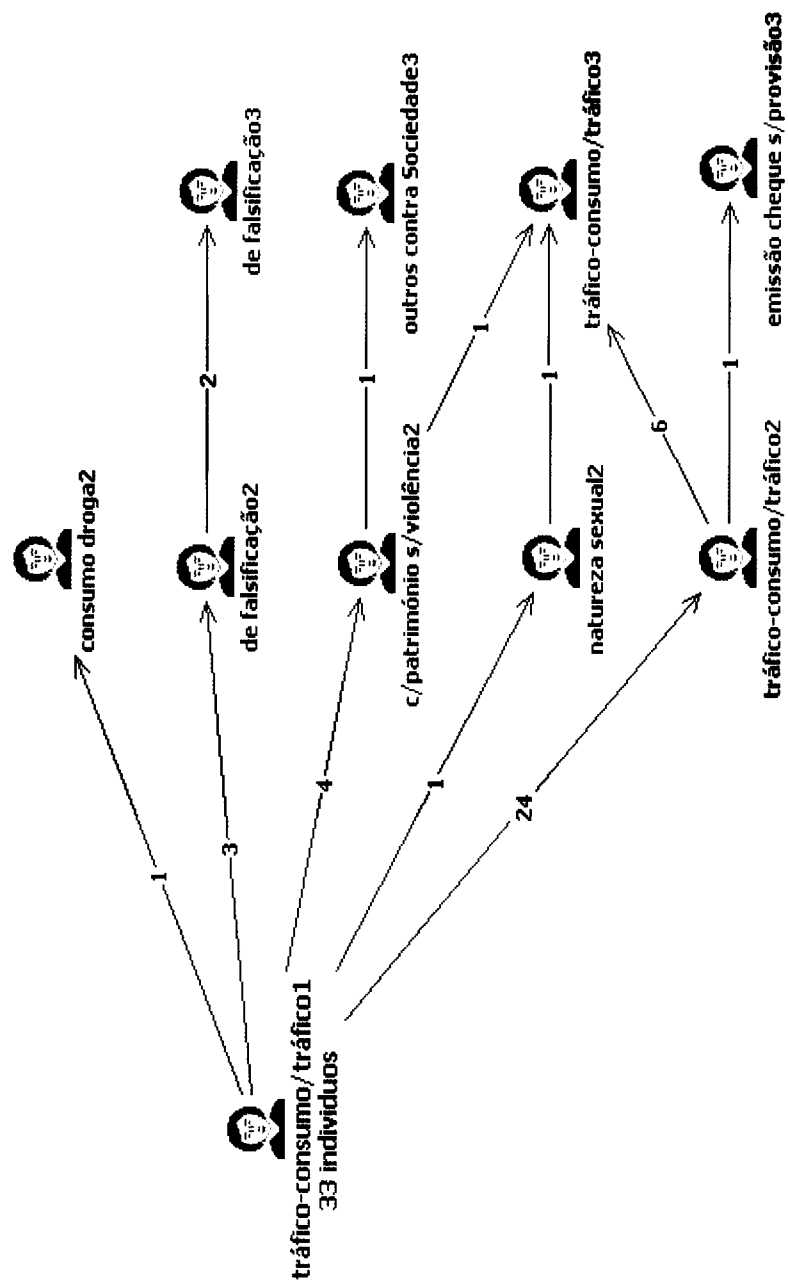 consumo droga2
de falsificação2
de falsificação3
c/património s/violência2
outros contra Sociedade3
natureza sexual2
tráfico-consumo/tráfico3
tráfico-consumo/tráfico2
emissão cheque s/provisão3
tráfico-consumo/tráfico1
33 individuos
1
3
4
1
24
2
1
1
1
6
1